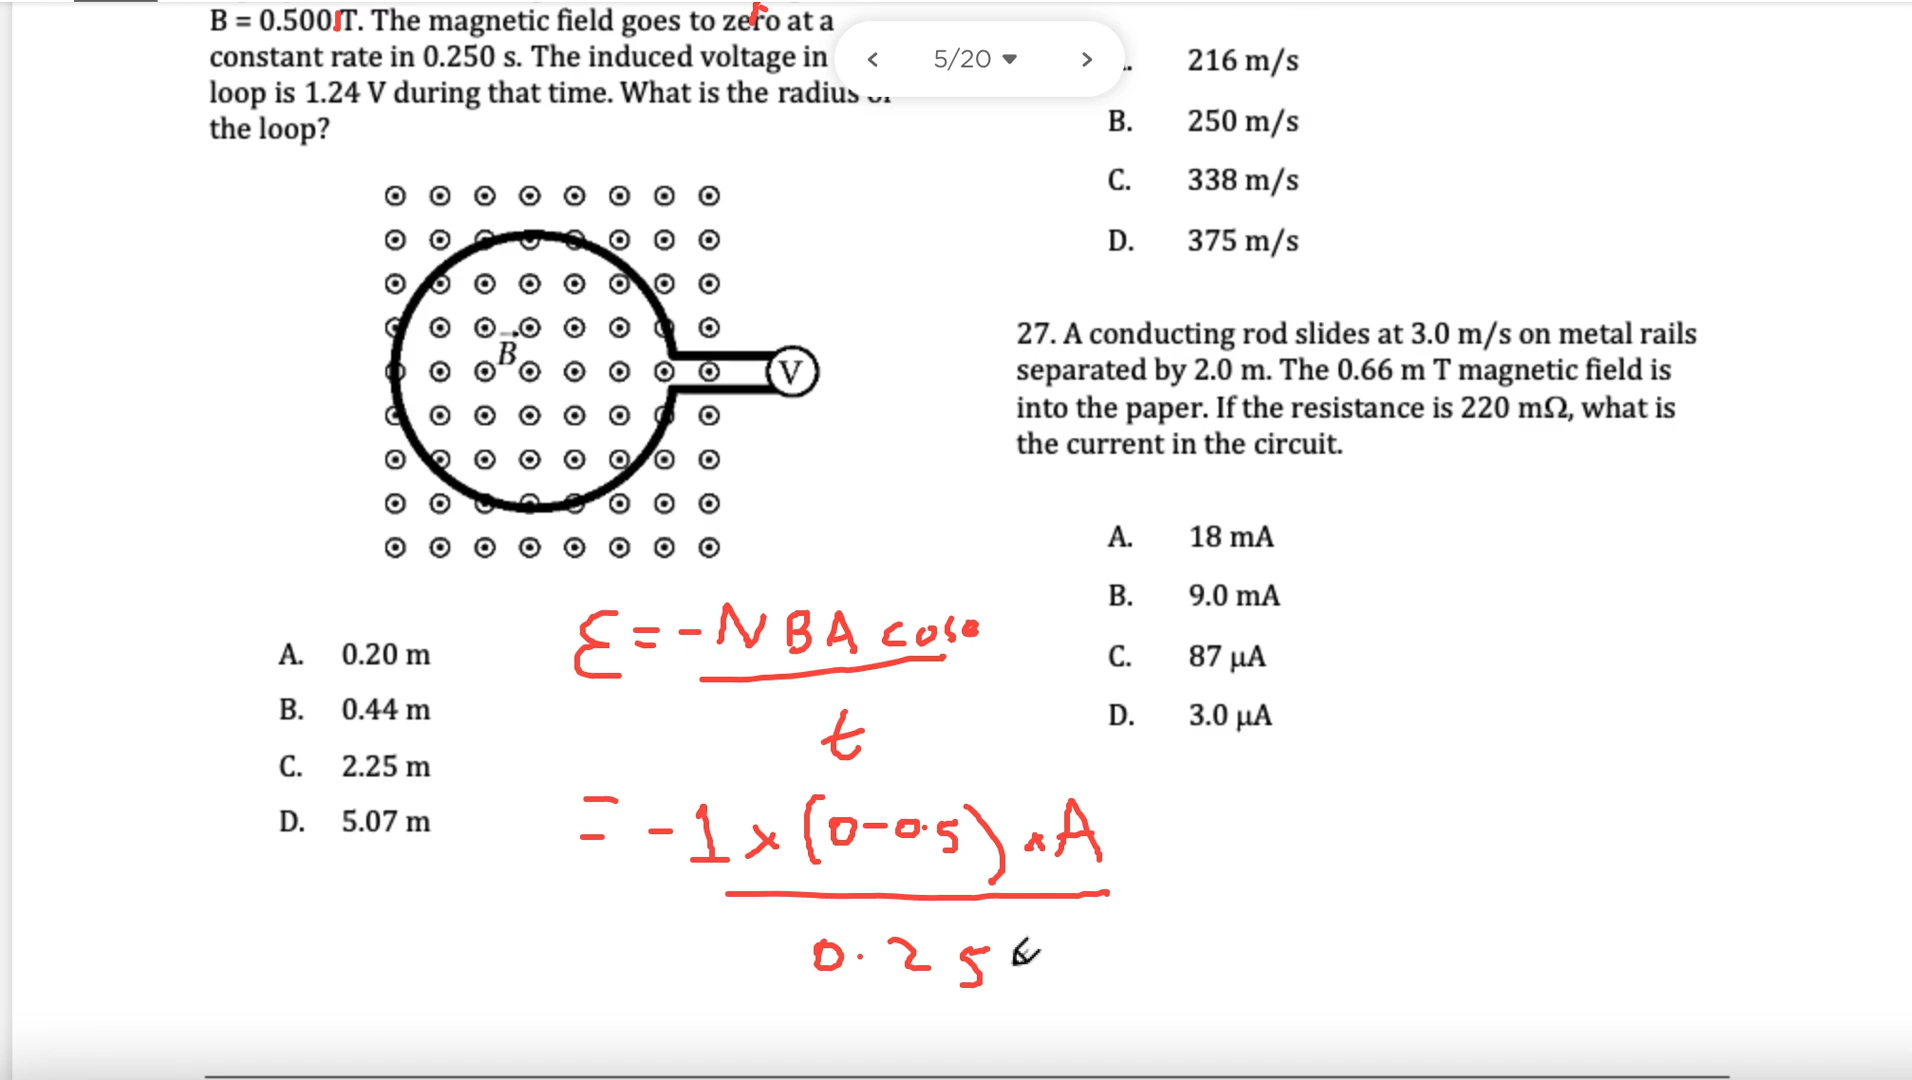 B = 0.500 T. The magnetic field goes to zero at a
constant rate in 0.250 s. The induced voltage in
loop is 1.24 V during that time. What is the radius
the loop?
B
V
A. 0.20 m
B. 0.44 m
C. 2.25 m
D. 5.07 m
ε = - N B A cosθ
t
= - 1 x (0-0.5) x A
0.25
5/20
216 m/s
B. 250 m/s
C. 338 m/s
D. 375 m/s
27. A conducting rod slides at 3.0 m/s on metal rails
separated by 2.0 m. The 0.66 m T magnetic field is
into the paper. If the resistance is 220 mΩ, what is
the current in the circuit.
A. 18 mA
B. 9.0 mA
C. 87 μA
D. 3.0 μA